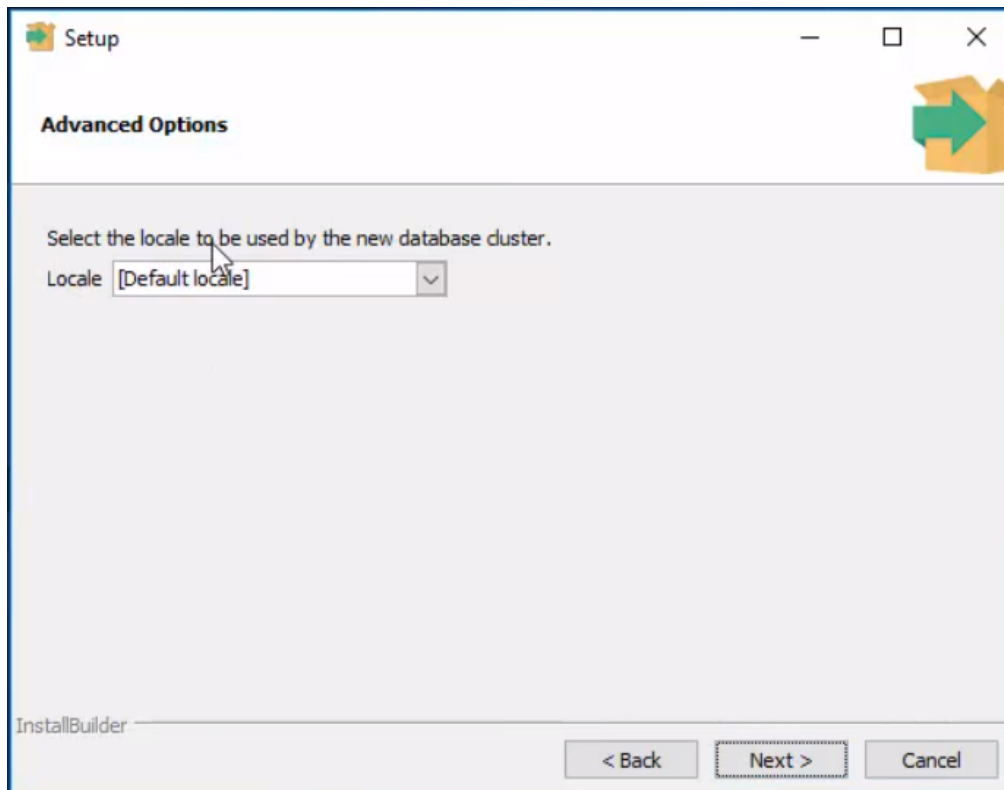 Setup
Advanced Options
Select the locale to be used by the new database cluster.
Locale [Default locale]
InstallBuilder
< Back Next > Cancel